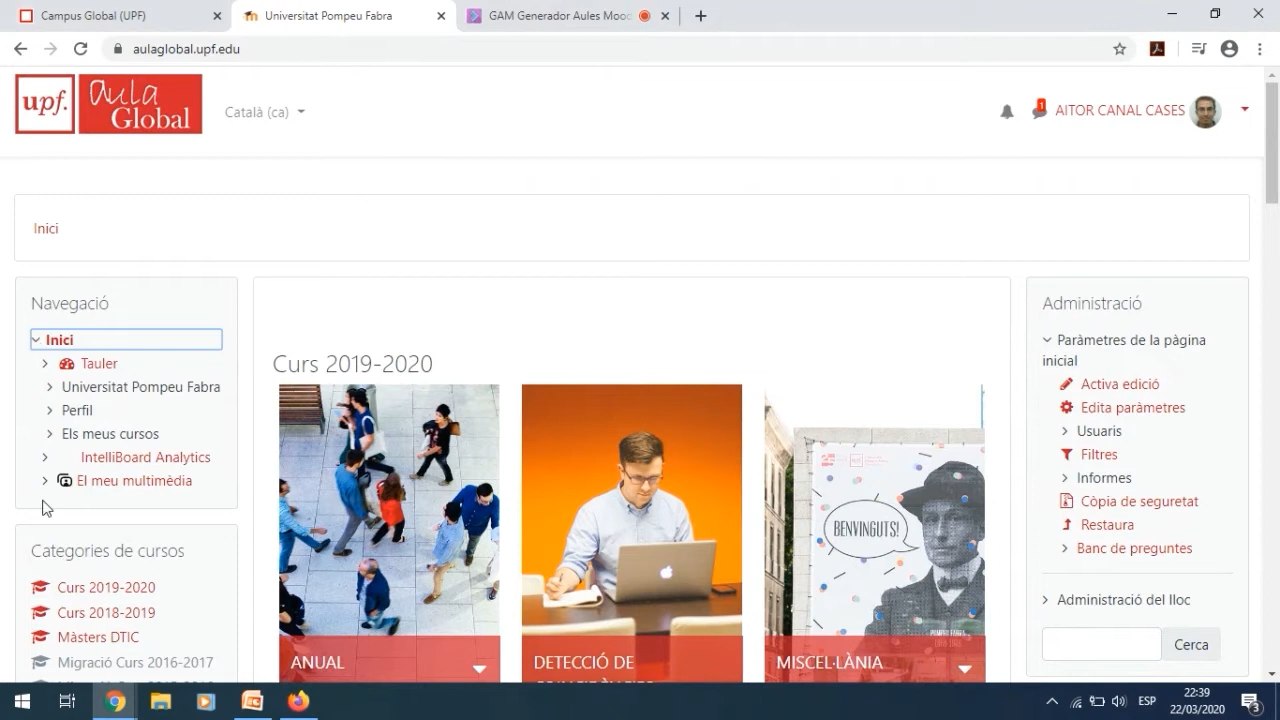 Campus Global (UPF)
Universitat Pompeu Fabra
GAM Generador Aules Mood
aulaglobal.upf.edu
upf.
aula
Global
Català (ca)
1
AITOR CANAL CASES
Inici
Navegació
Inici
Tauler
Universitat Pompeu Fabra
Perfil
Els meus cursos
IntelliBoard Analytics
El meu multimèdia
Categories de cursos
Curs 2019-2020
Curs 2018-2019
Màsters DTIC
Migració Curs 2016-2017
Curs 2019-2020
ANUAL
DETECCIÓ DE
BENVINGUTS!
MISCEL·LÀNIA
Administració
Paràmetres de la pàgina
inicial
Activa edició
Edita paràmetres
Usuaris
Filtres
Informes
Còpia de seguretat
Restaura
Banc de preguntes
Administració del lloc
Cerca
ESP
22:39
22/03/2020
3